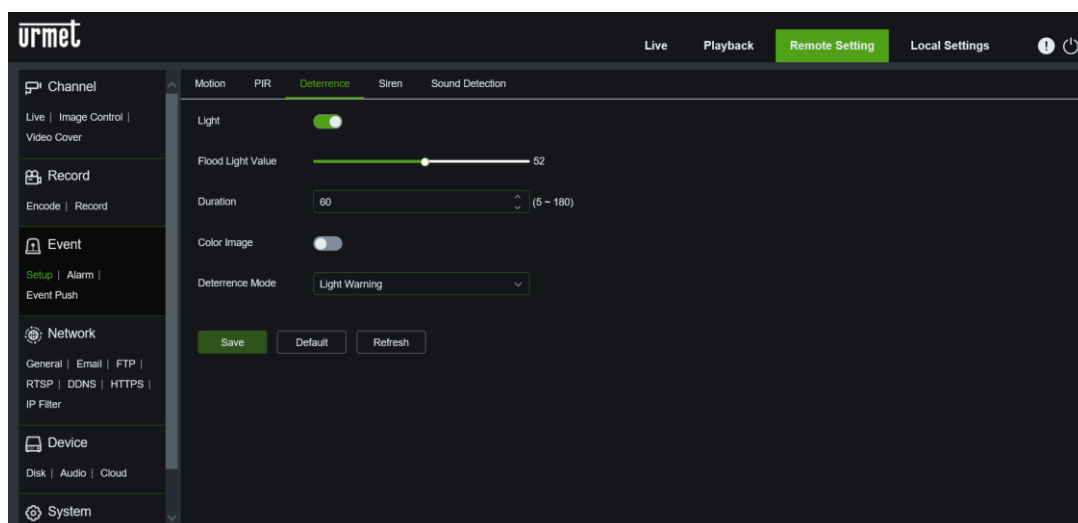 urmet
Live Playback Remote Setting Local Settings
Channel
Live | Image Control |
Video Cover
Record
Encode | Record
Event
Setup | Alarm |
Event Push
Network
General | Email | FTP |
RTSP | DDNS | HTTPS |
IP Filter
Device
Disk | Audio | Cloud
System
Motion PIR Deterrence Siren Sound Detection
Light
Flood Light Value 52
Duration 60 (5 ~ 180)
Color Image
Deterrence Mode Light Warning
Save Default Refresh